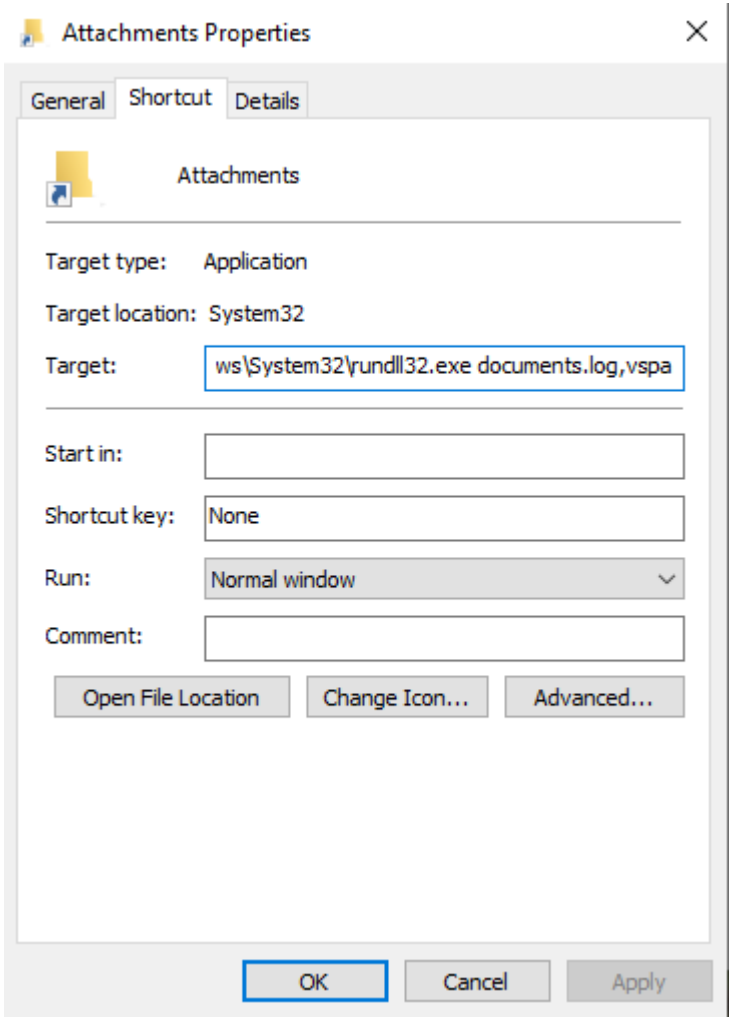 Attachments Properties
General Shortcut Details
Attachments
Target type: Application
Target location: System32
Target: ws\System32\rundll32.exe documents.log,vspa
Start in:
Shortcut key: None
Run: Normal window
Comment:
Open File Location Change Icon... Advanced...
OK Cancel Apply